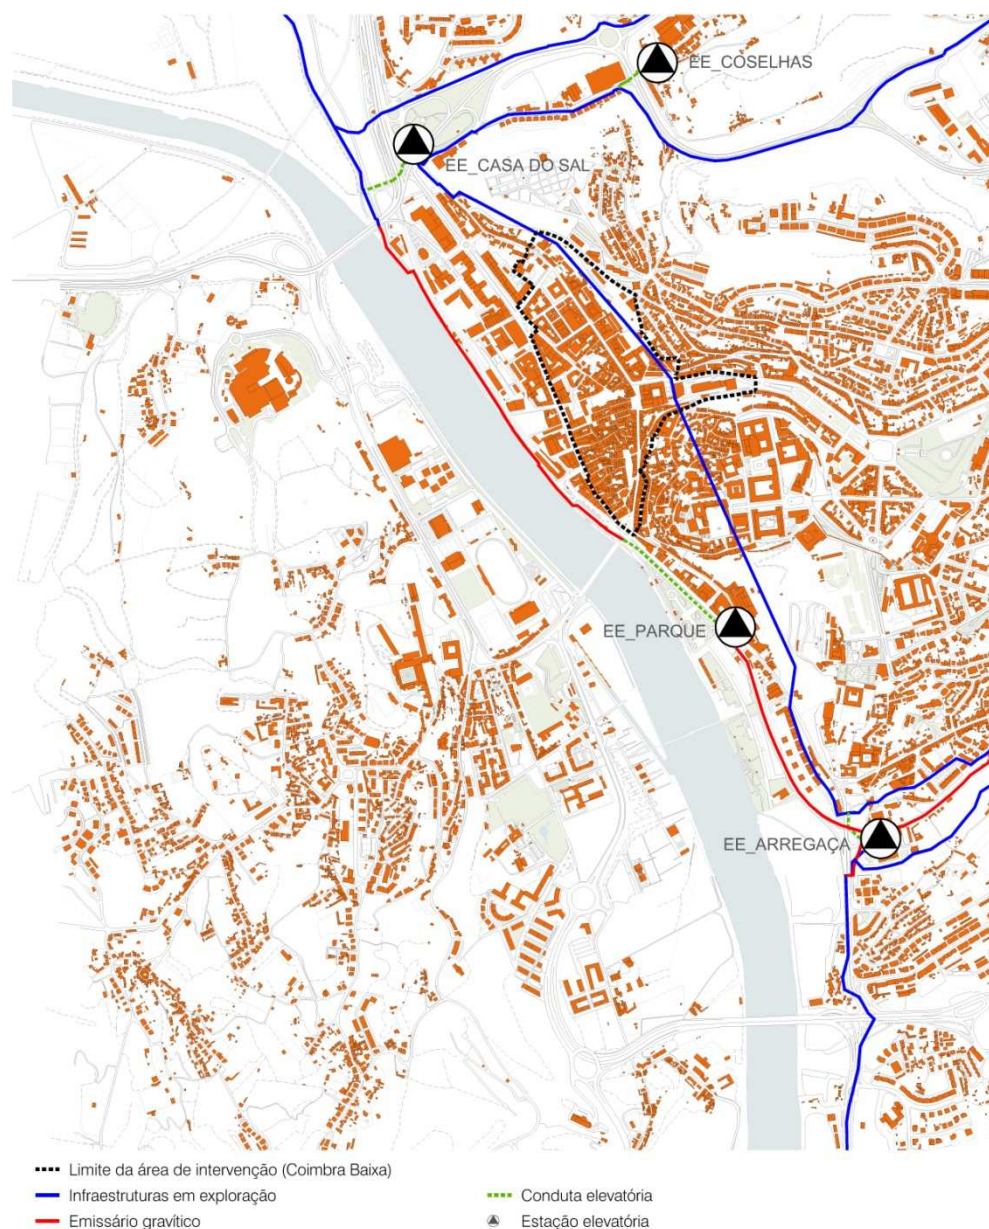 EE_COSELHAS
EE_CASA DO SAL
EE_PARQUE
EE_ARREGAÇA
Limite da área de intervenção (Coimbra Baixa)
Infraestruturas em exploração
Conduta elevatória
Emissário gravítico
Estação elevatória